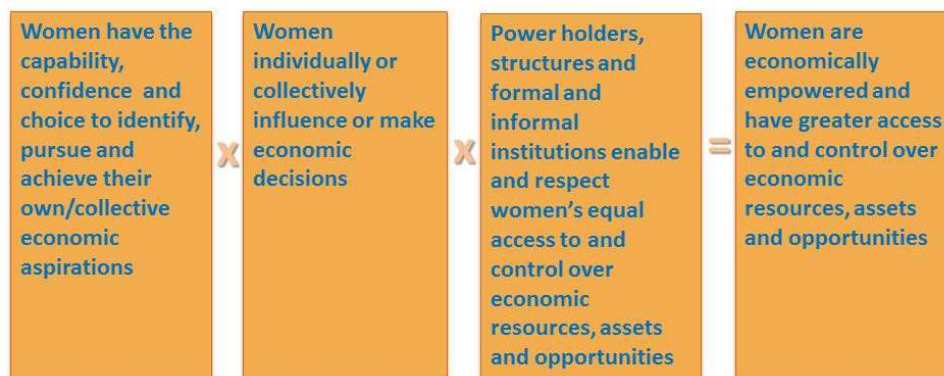 Women have the
capability,
confidence and
choice to identify,
pursue and
achieve their
own/collective
economic
aspirations
x
Women
individually or
collectively
influence or make
economic
decisions
x
Power holders,
structures and
formal and
informal
institutions enable
and respect
women's equal
access to and
control over
economic
resources, assets
and opportunities
=
Women are
economically
empowered and
have greater access
to and control over
economic
resources, assets
and opportunities